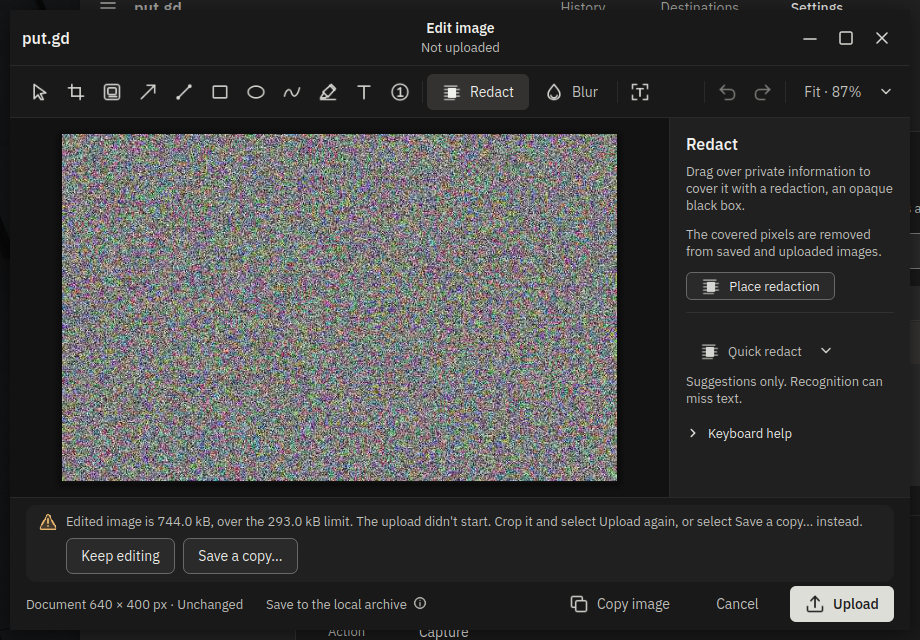 put.gd
History
Destinations
Settings
put.gd
Edit image
Not uploaded
1
Redact
Blur
T
Fit · 87%
Redact
Drag over private information to
cover it with a redaction, an opaque
black box.
The covered pixels are removed
from saved and uploaded images.
Place redaction
Quick redact
Suggestions only. Recognition can
miss text.
Keyboard help
Edited image is 744.0 kB, over the 293.0 kB limit. The upload didn't start. Crop it and select Upload again, or select Save a copy... instead.
Keep editing
Save a copy...
Document 640 × 400 px · Unchanged
Save to the local archive
Copy image
Cancel
Upload
Action
Capture